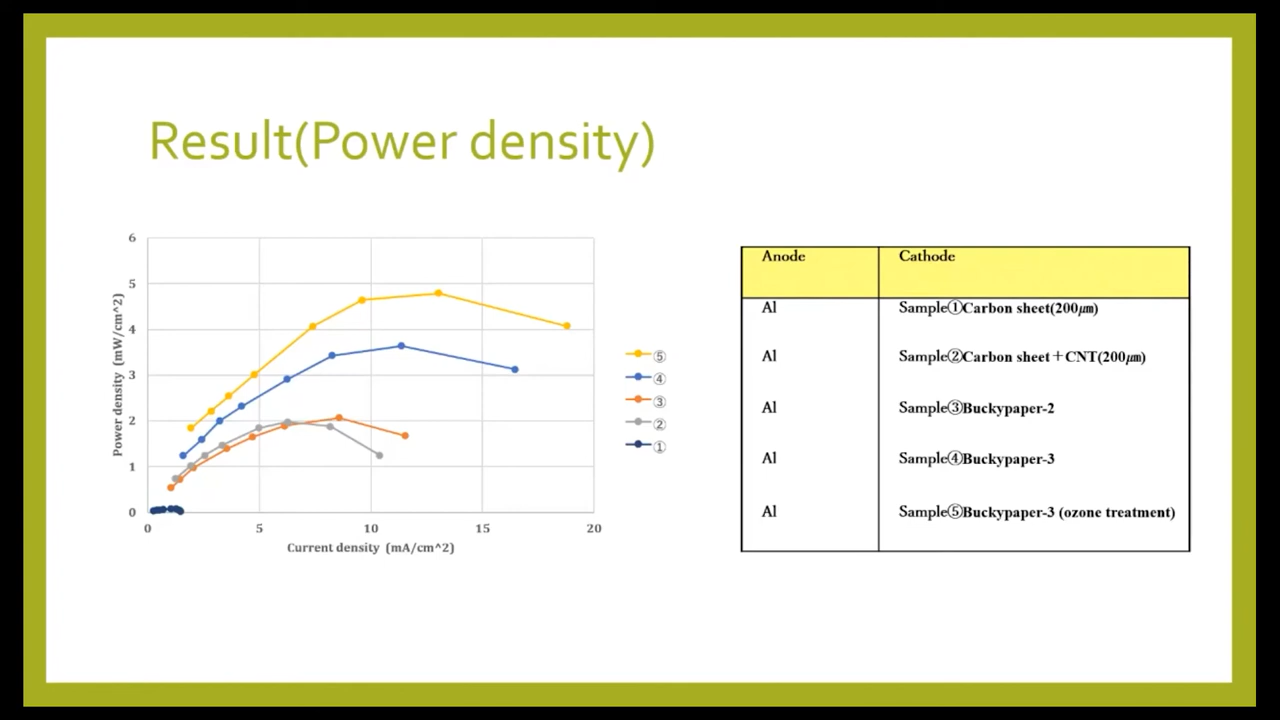 Result(Power density)
6
5
4
3
2
1
0
Power density (mW/cm^2)
0 5 10 15 20
Current density (mA/cm^2)
⑤
④
③
②
①
Anode Cathode
Al Sample①Carbon sheet(200㎛)
Al Sample②Carbon sheet＋CNT(200㎛)
Al Sample③Buckypaper-2
Al Sample④Buckypaper-3
Al Sample⑤Buckypaper-3 (ozone treatment)